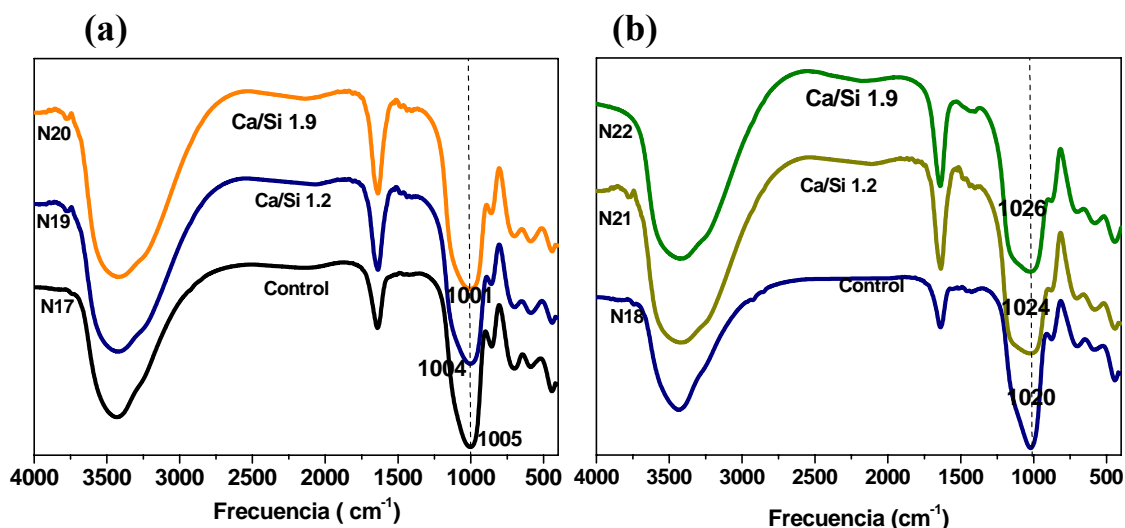 (a)
N20
Ca/Si 1.9
N19
Ca/Si 1.2
N17
Control
1001
1004
1005
4000 3500 3000 2500 2000 1500 1000 500
Frecuencia ( cm-1)
(b)
N22
Ca/Si 1.9
N21
Ca/Si 1.2
N18
Control
1026
1024
1020
4000 3500 3000 2500 2000 1500 1000 500
Frecuencia (cm-1)